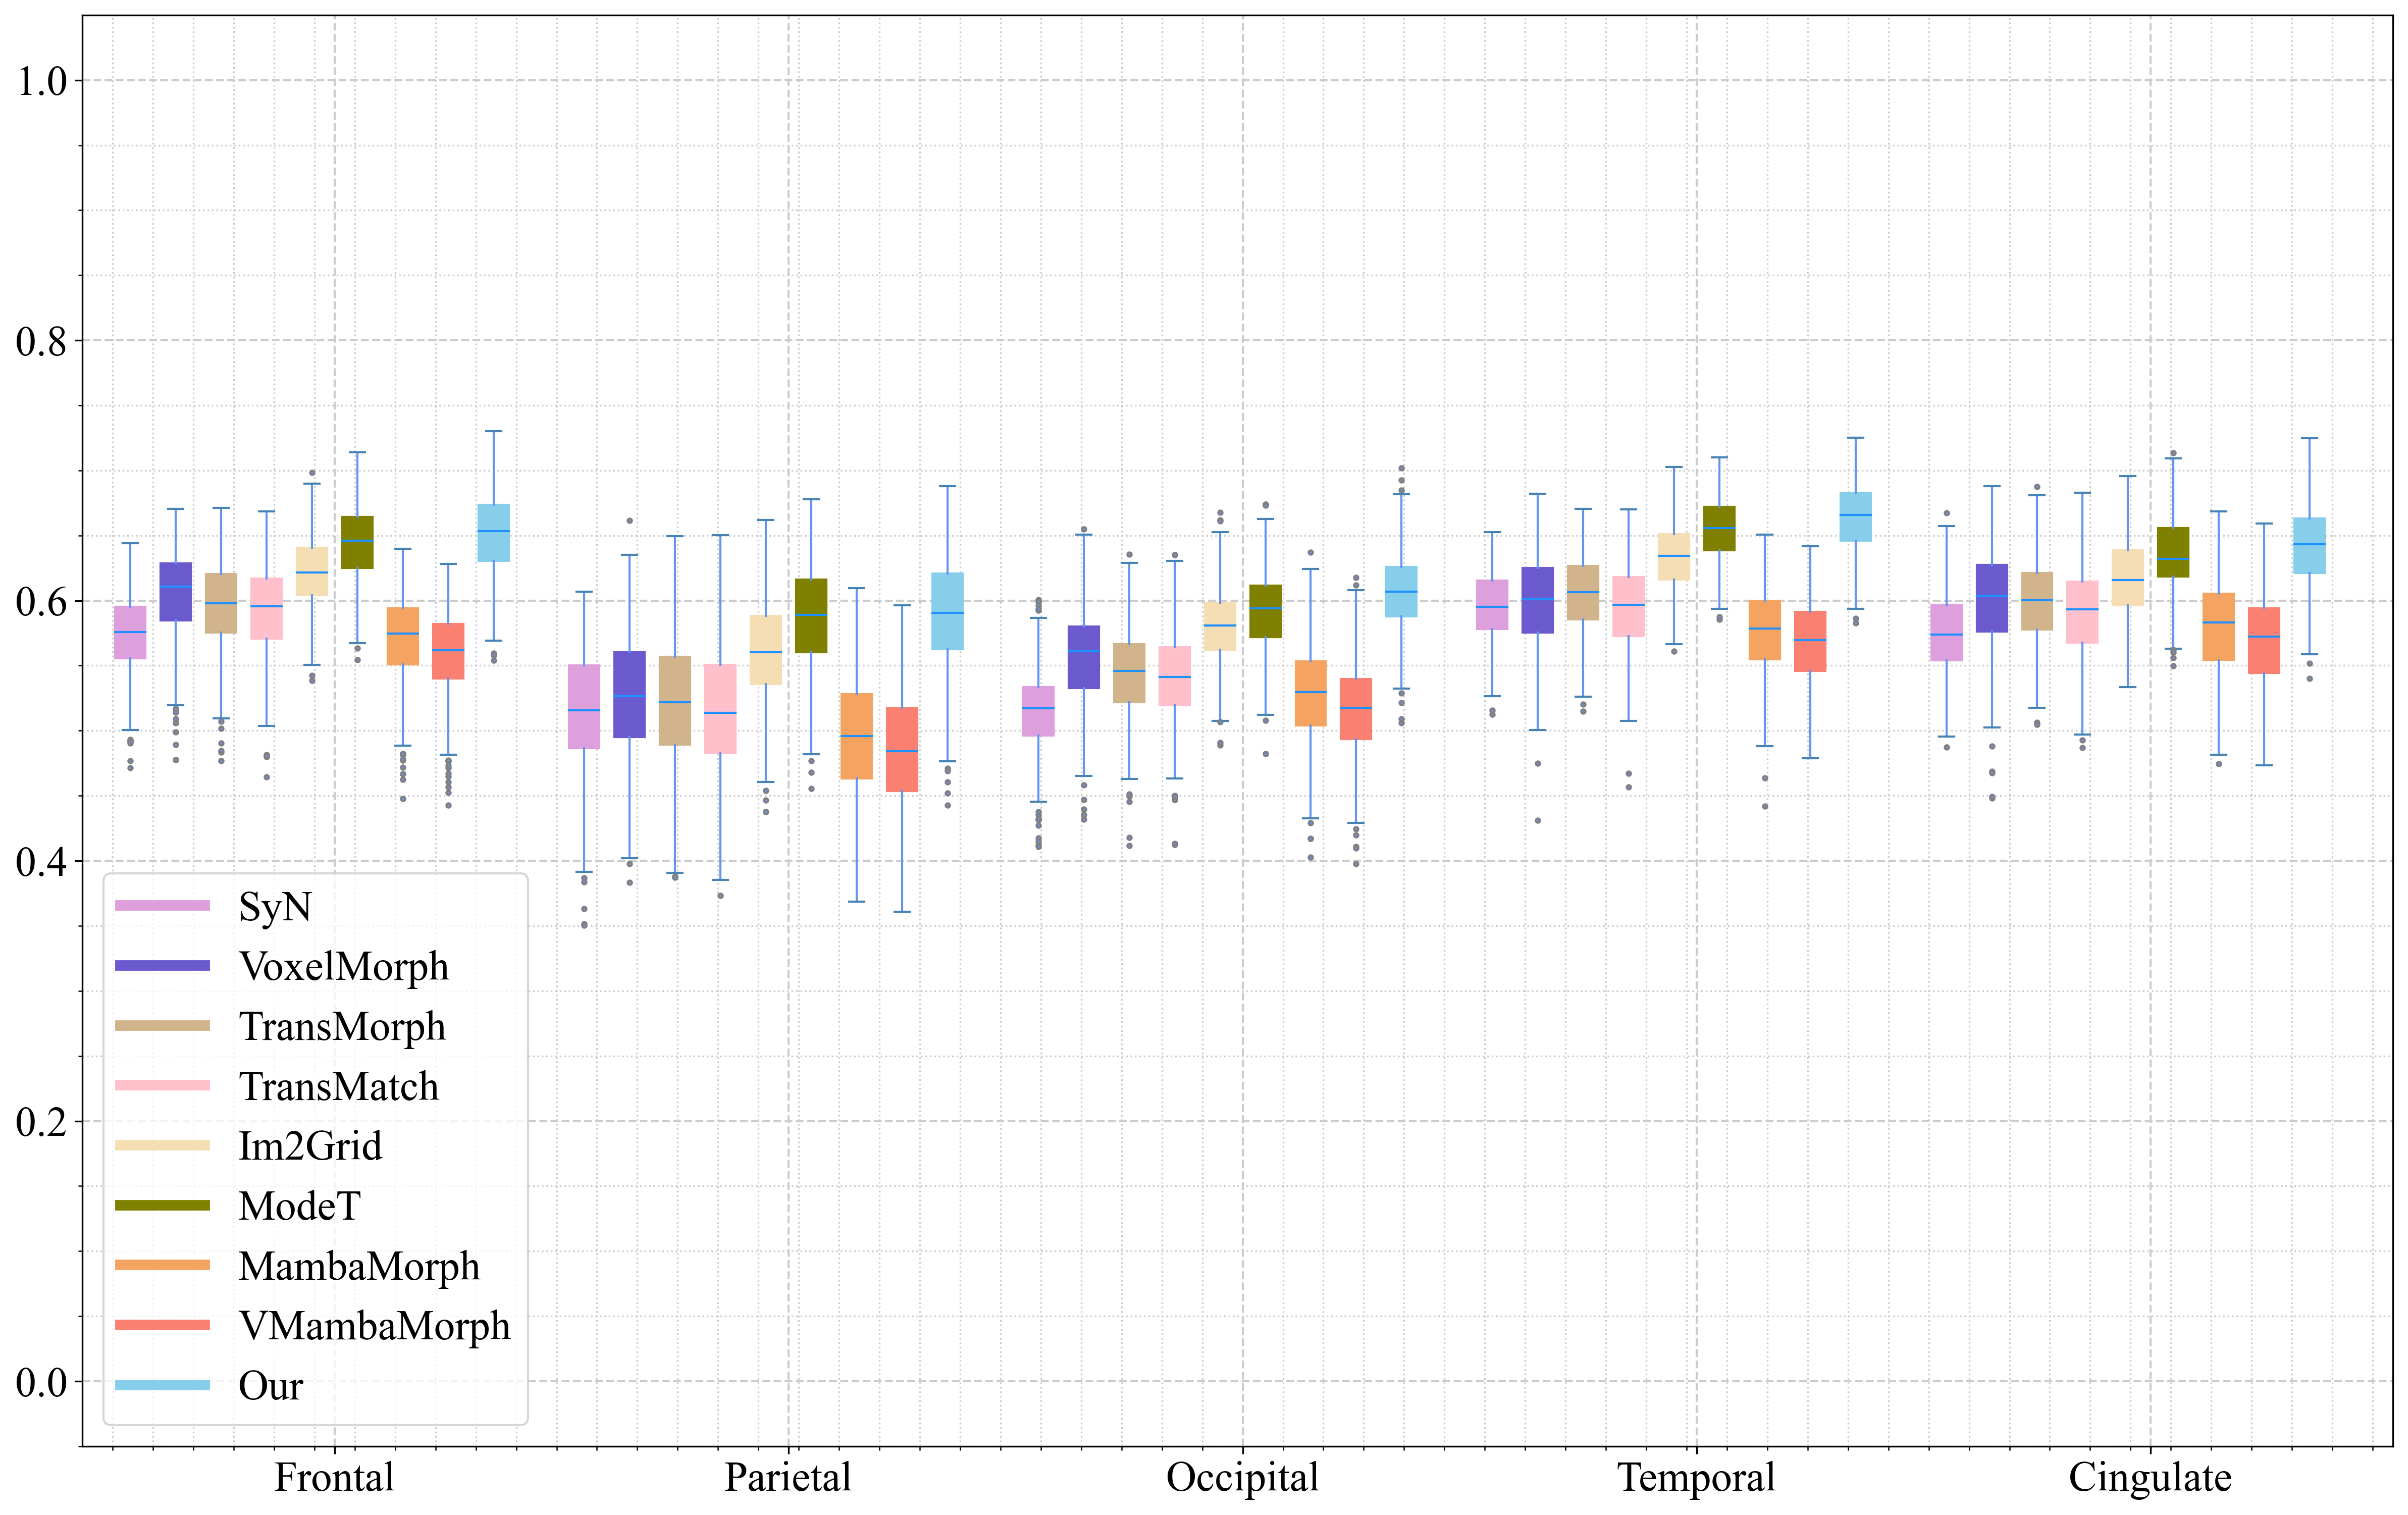 1.0
0.8
0.6
0.4
0.2
0.0
SyN
VoxelMorph
TransMorph
TransMatch
Im2Grid
ModeT
MambaMorph
VMambaMorph
Our
Frontal Parietal Occipital Temporal Cingulate